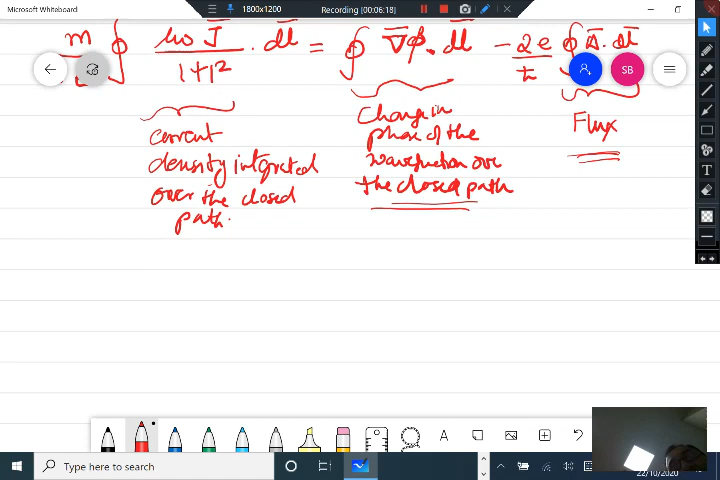 Microsoft Whiteboard
1800x1200
Recording [00:06:18]
m ∮ μ0 J̅ / |ψ|² . dl̅ = ∮ ∇̅φ . dl̅ − 2e/ħ ∮ A̅ . dl̅
SB
current
density integrated
over the closed
path.
Change in
phase of the
wavefunction over
the closed path
Flux
T
A
Type here to search
22/10/2020